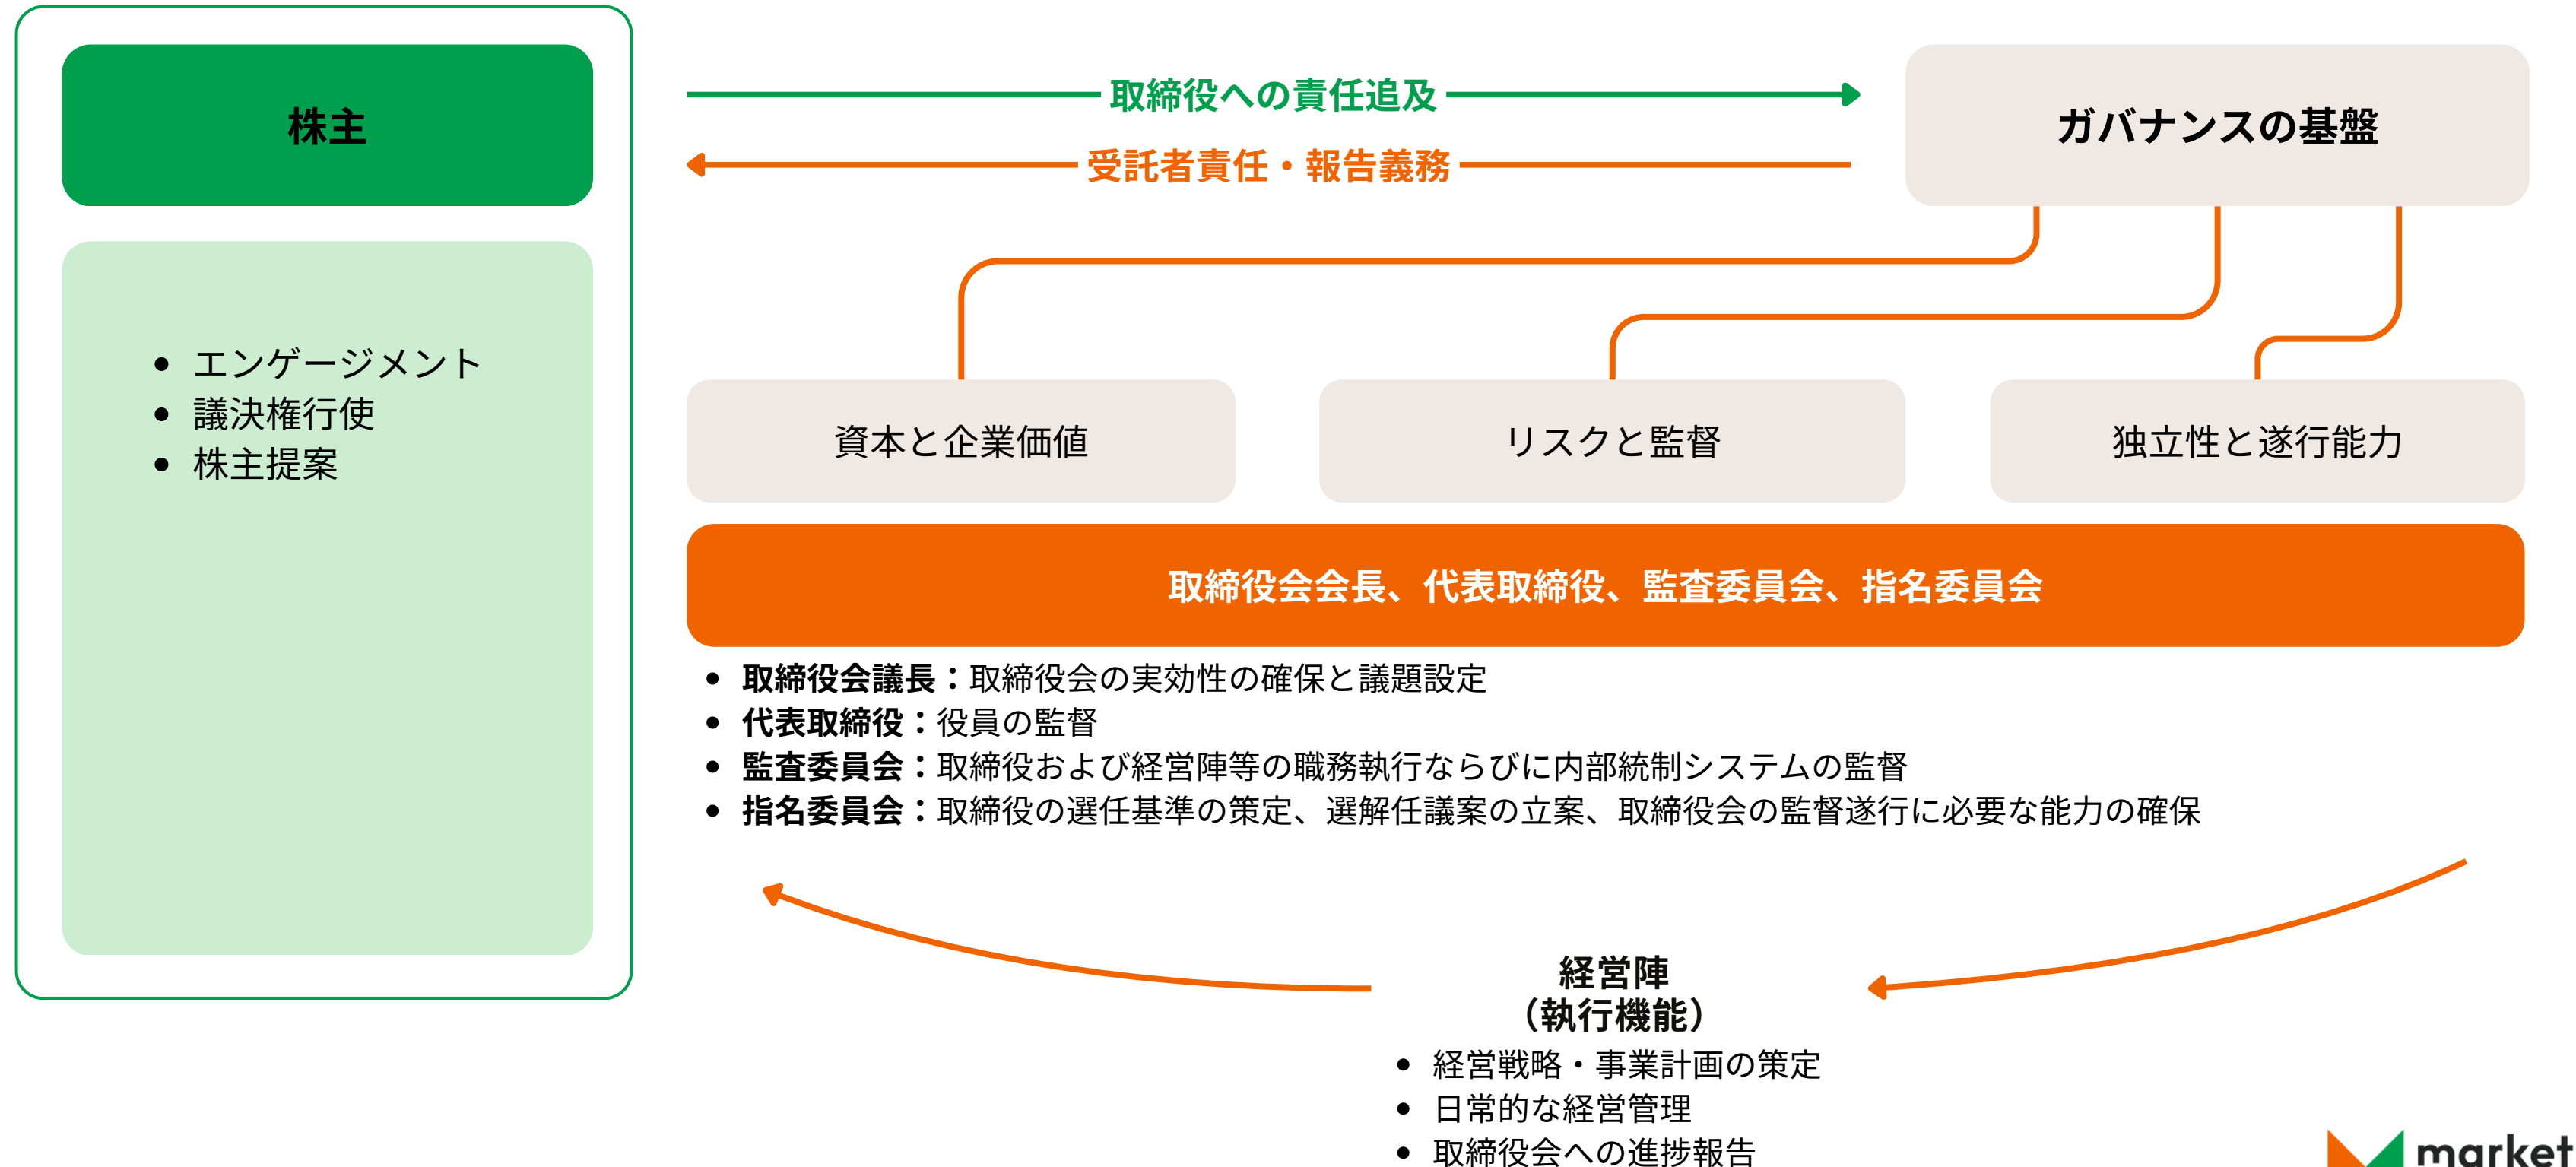 株主
• エンゲージメント
• 議決権行使
• 株主提案
取締役への責任追及
受託者責任・報告義務
ガバナンスの基盤
資本と企業価値
リスクと監督
独立性と遂行能力
取締役会会長、代表取締役、監査委員会、指名委員会
• 取締役会議長：取締役会の実効性の確保と議題設定
• 代表取締役：役員の監督
• 監査委員会：取締役および経営陣等の職務執行ならびに内部統制システムの監督
• 指名委員会：取締役の選任基準の策定、選解任議案の立案、取締役会の監督遂行に必要な能力の確保
経営陣
（執行機能）
• 経営戦略・事業計画の策定
• 日常的な経営管理
• 取締役会への進捗報告
market